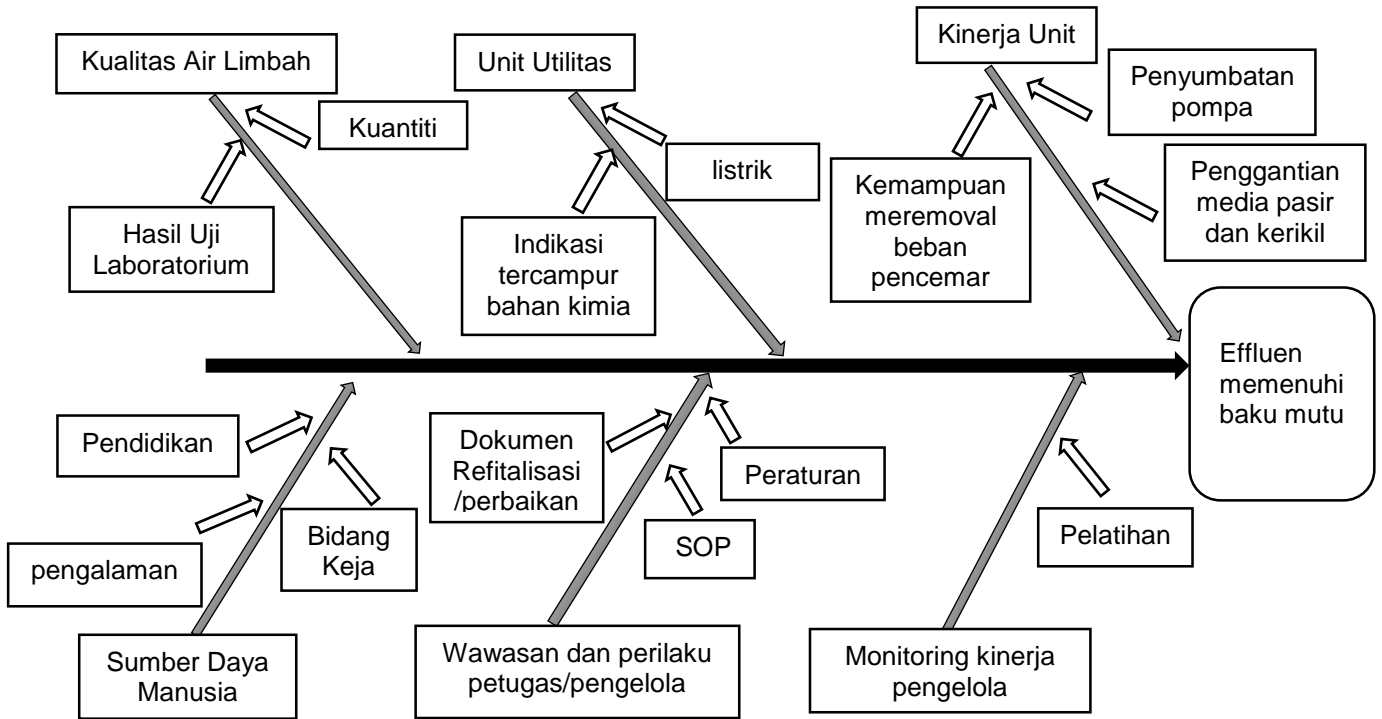 Kualitas Air Limbah
Unit Utilitas
Kinerja Unit
Kuantiti
listrik
Penyumbatan
pompa
Hasil Uji
Laboratorium
Indikasi
tercampur
bahan kimia
Kemampuan
meremoval
beban
pencemar
Penggantian
media pasir
dan kerikil
Effluen
memenuhi
baku mutu
Pendidikan
pengalaman
Bidang
Keja
Dokumen
Refitalisasi
/perbaikan
Peraturan
SOP
Pelatihan
Sumber Daya
Manusia
Wawasan dan perilaku
petugas/pengelola
Monitoring kinerja
pengelola